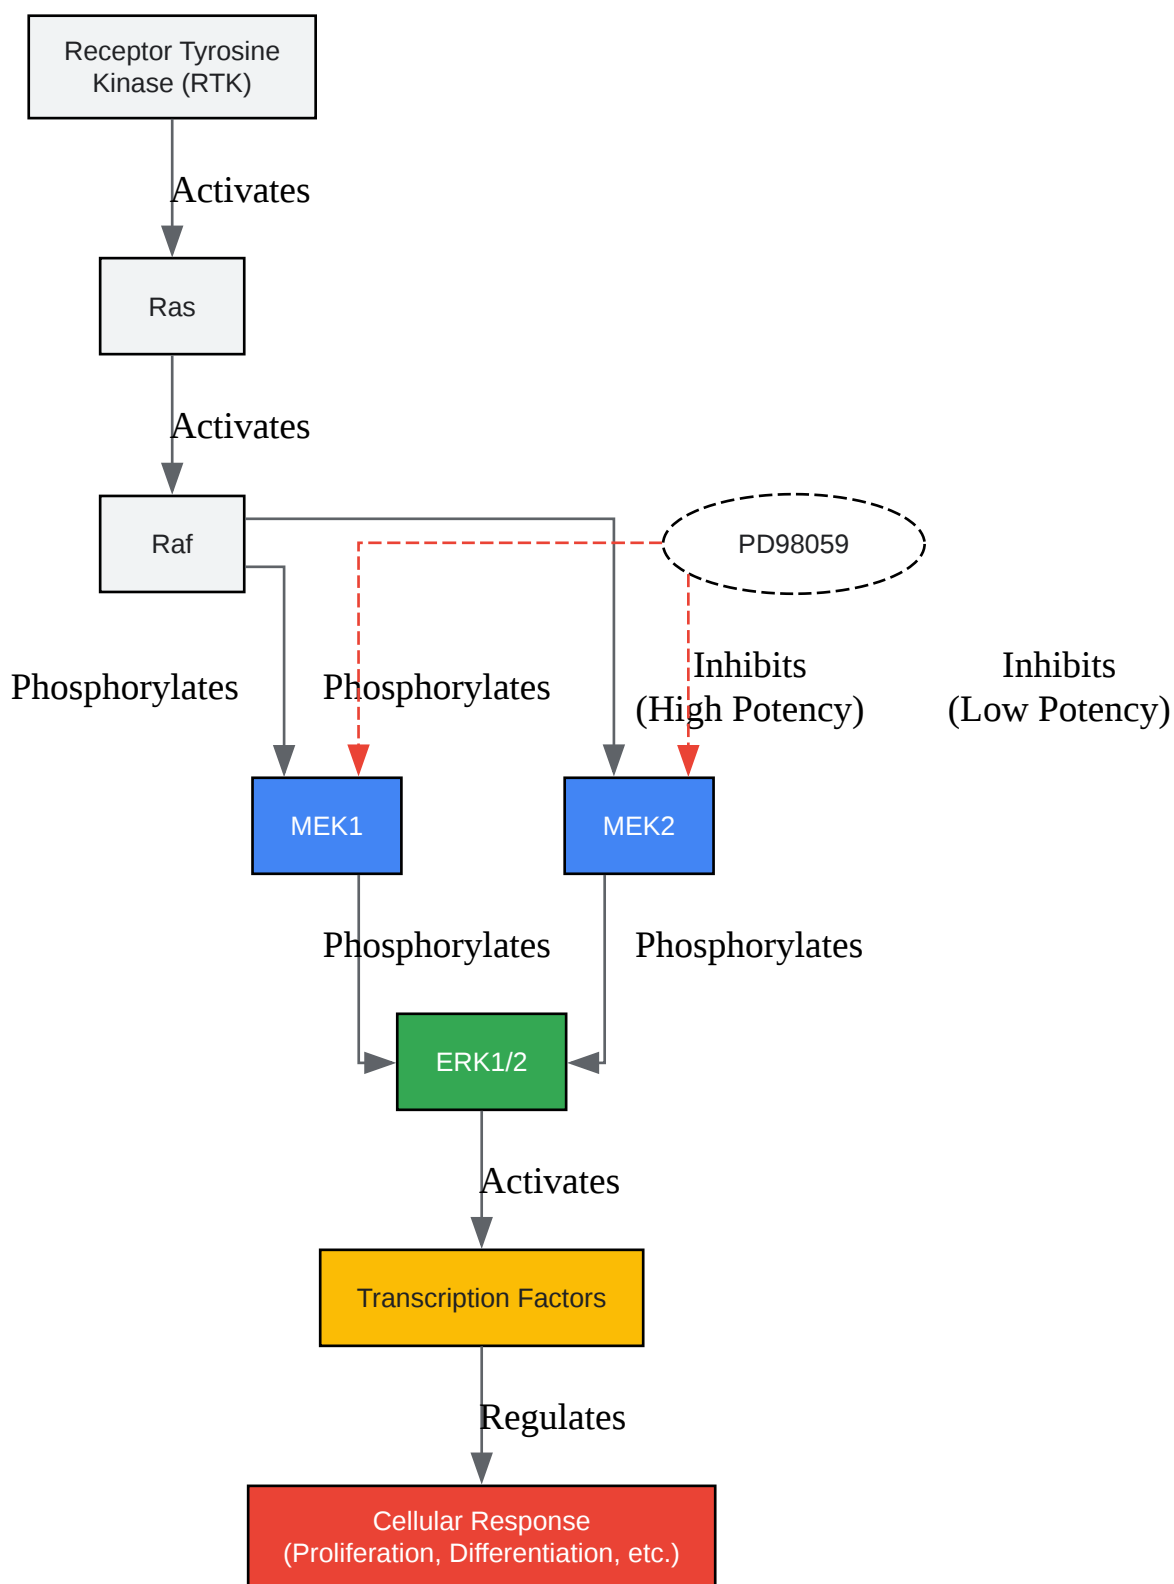 Receptor Tyrosine
Kinase (RTK)
Activates
Ras
Activates
Raf
PD98059
Phosphorylates
Phosphorylates
Inhibits
(High Potency)
Inhibits
(Low Potency)
MEK1
MEK2
Phosphorylates
Phosphorylates
ERK1/2
Activates
Transcription Factors
Regulates
Cellular Response
(Proliferation, Differentiation, etc.)